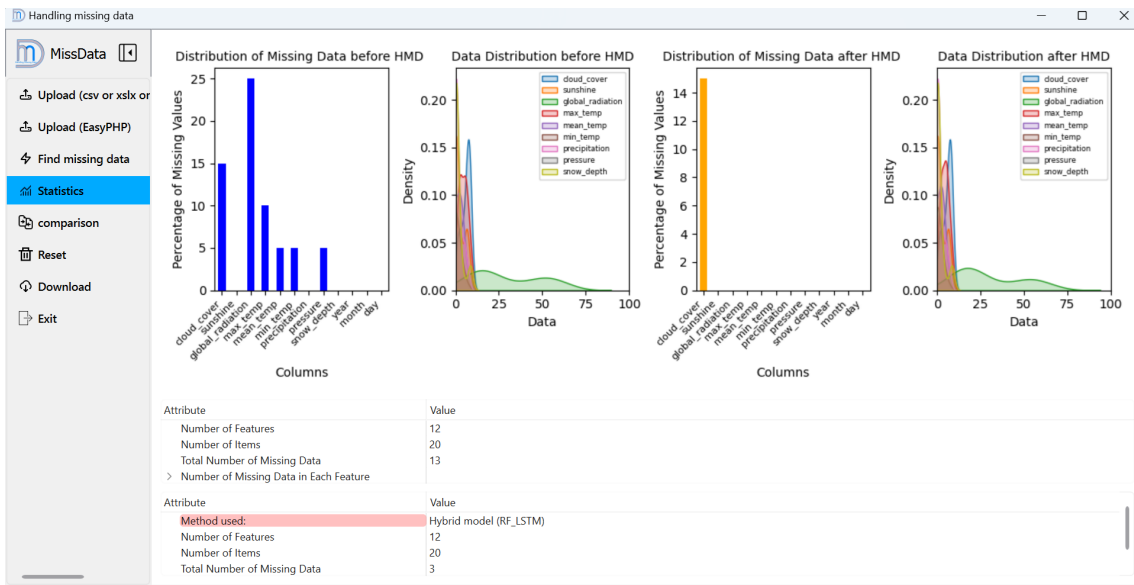 Handling missing data
MissData
Upload (csv or xslx or
Upload (EasyPHP)
Find missing data
Statistics
comparison
Reset
Download
Exit
Distribution of Missing Data before HMD
Percentage of Missing Values
25
20
15
10
5
0
cloud_cover
sunshine
global_radiation
max_temp
mean_temp
min_temp
precipitation
pressure
snow_depth
year
month
day
Columns
Data Distribution before HMD
Density
0.20
0.15
0.10
0.05
0.00
0 25 50 75 100
Data
cloud_cover
sunshine
global_radiation
max_temp
mean_temp
min_temp
precipitation
pressure
snow_depth
Distribution of Missing Data after HMD
Percentage of Missing Values
14
12
10
8
6
4
2
0
cloud_cover
sunshine
global_radiation
max_temp
mean_temp
min_temp
precipitation
pressure
snow_depth
year
month
day
Columns
Data Distribution after HMD
Density
0.20
0.15
0.10
0.05
0.00
0 25 50 75 100
Data
cloud_cover
sunshine
global_radiation
max_temp
mean_temp
min_temp
precipitation
pressure
snow_depth
Attribute Value
Number of Features 12
Number of Items 20
Total Number of Missing Data 13
Number of Missing Data in Each Feature
Attribute Value
Method used: Hybrid model (RF_LSTM)
Number of Features 12
Number of Items 20
Total Number of Missing Data 3